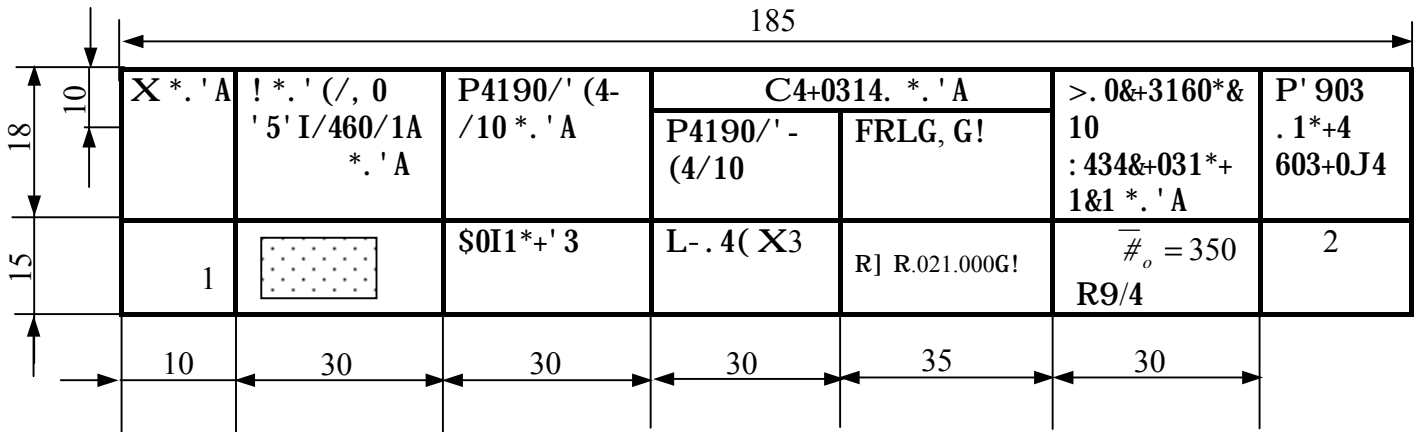 185
10
18
15
X *. ' A
! *. ' (/, 0
' 5' I/460/1A
*. ' A
P4190/' (4-
/10 *. ' A
C4+0314. *. ' A
P4190/' -
(4/10
FRLG, G!
>. 0&+3160*&
10
: 434&+031*+
1&1 *. ' A
P' 903
. 1*+4
603+0J4
1
$0I1*+' 3
L-. 4( X3
R] R.021.000G!
#ₒ = 350
R9/4
2
10
30
30
30
35
30